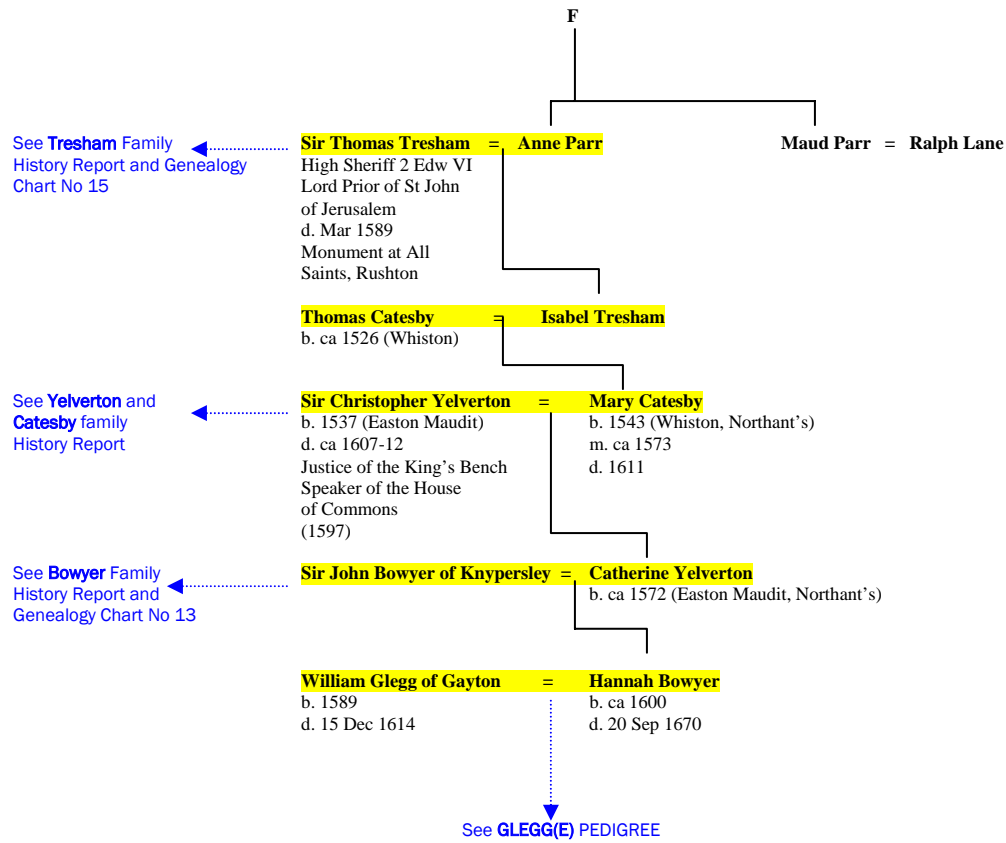 F
See Tresham Family
History Report and Genealogy
Chart No 15
Sir Thomas Tresham = Anne Parr
Maud Parr = Ralph Lane
High Sheriff 2 Edw VI
Lord Prior of St John
of Jerusalem
d. Mar 1589
Monument at All
Saints, Rushton
Thomas Catesby = Isabel Tresham
b. ca 1526 (Whiston)
See Yelverton and
Catesby family
History Report
Sir Christopher Yelverton = Mary Catesby
b. 1537 (Easton Maudit)
d. ca 1607-12
Justice of the King's Bench
Speaker of the House
of Commons
(1597)
b. 1543 (Whiston, Northant's)
m. ca 1573
d. 1611
See Bowyer Family
History Report and
Genealogy Chart No 13
Sir John Bowyer of Knypersley = Catherine Yelverton
b. ca 1572 (Easton Maudit, Northant's)
William Glegg of Gayton = Hannah Bowyer
b. 1589
d. 15 Dec 1614
b. ca 1600
d. 20 Sep 1670
See GLEGG(E) PEDIGREE